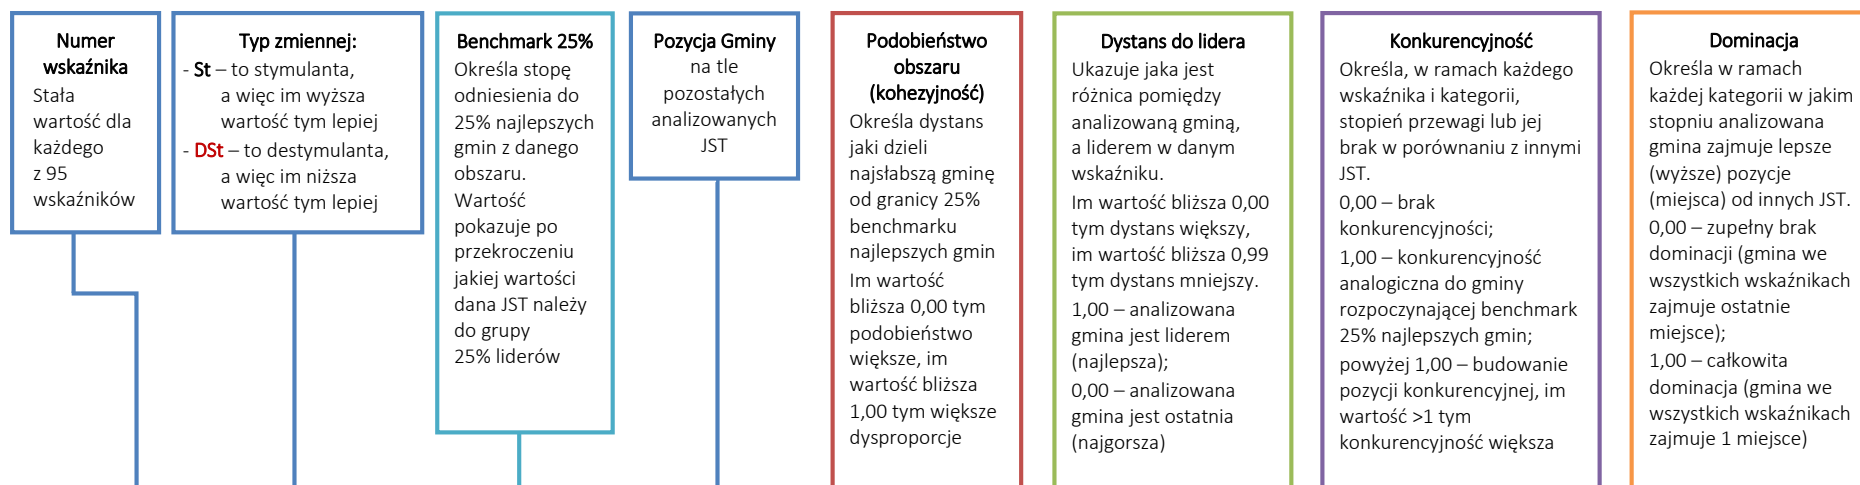 Numer
wskaźnika
Stała
wartość dla
każdego
z 95
wskaźników
Typ zmiennej:
- St – to stymulanta,
a więc im wyższa
wartość tym lepiej
- DSt – to destymulanta,
a więc im niższa
wartość tym lepiej
Benchmark 25%
Określa stopę
odniesienia do
25% najlepszych
gmin z danego
obszaru.
Wartość
pokazuje po
przekroczeniu
jakiej wartości
dana JST należy
do grupy
25% liderów
Pozycja Gminy
na tle
pozostałych
analizowanych
JST
Podobieństwo
obszaru
(kohezyjność)
Określa dystans
jaki dzieli
najsłabszą gminę
od granicy 25%
benchmarku
najlepszych gmin
Im wartość
bliższa 0,00 tym
podobieństwo
większe, im
wartość bliższa
1,00 tym większe
dysproporcje
Dystans do lidera
Ukazuje jaka jest
różnica pomiędzy
analizowaną gminą,
a liderem w danym
wskaźniku.
Im wartość bliższa 0,00
tym dystans większy,
im wartość bliższa 0,99
tym dystans mniejszy.
1,00 – analizowana
gmina jest liderem
(najlepsza);
0,00 – analizowana
gmina jest ostatnia
(najgorsza)
Konkurencyjność
Określa, w ramach każdego
wskaźnika i kategorii,
stopień przewagi lub jej
brak w porównaniu z innymi
JST.
0,00 – brak
konkurencyjności;
1,00 – konkurencyjność
analogiczna do gminy
rozpoczynającej benchmark
25% najlepszych gmin;
powyżej 1,00 – budowanie
pozycji konkurencyjnej, im
wartość >1 tym
konkurencyjność większa
Dominacja
Określa w ramach
każdej kategorii w jakim
stopniu analizowana
gmina zajmuje lepsze
(wyższe) pozycje
(miejsca) od innych JST.
0,00 – zupełny brak
dominacji (gmina we
wszystkich wskaźnikach
zajmuje ostatnie
miejsce);
1,00 – całkowita
dominacja (gmina we
wszystkich wskaźnikach
zajmuje 1 miejsce)